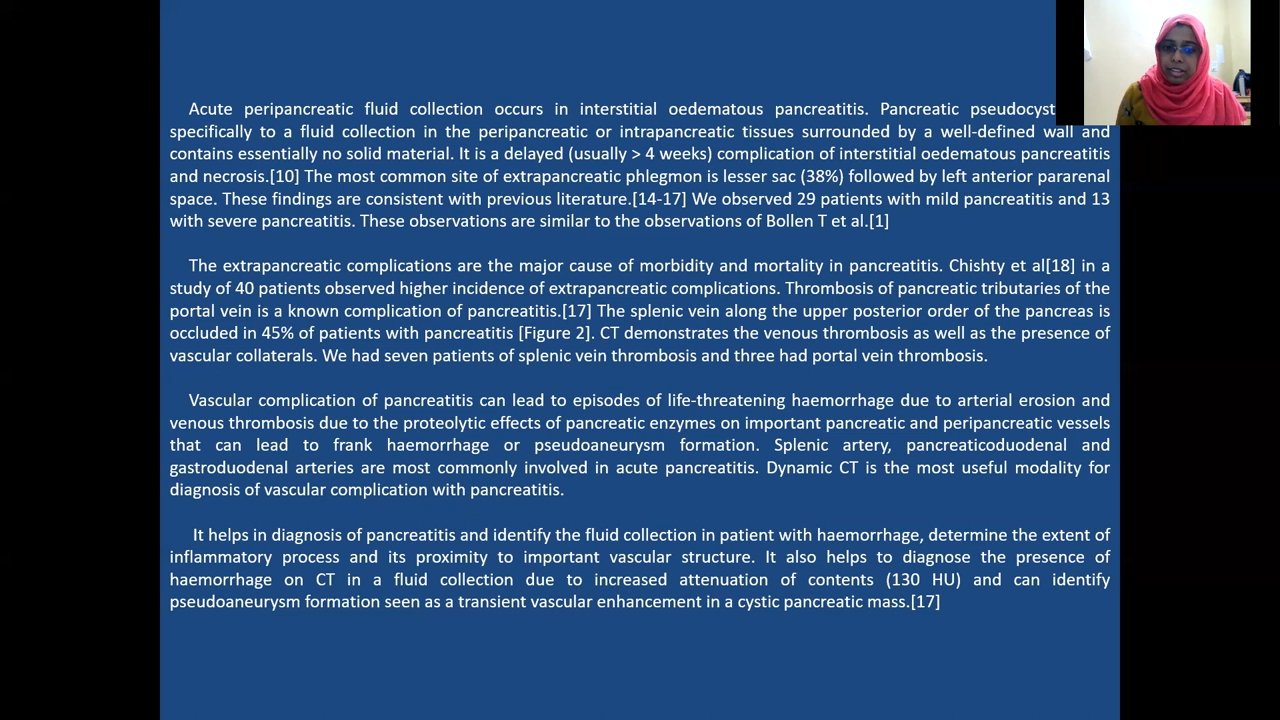 Acute peripancreatic fluid collection occurs in interstitial oedematous pancreatitis. Pancreatic pseudocyst
specifically to a fluid collection in the peripancreatic or intrapancreatic tissues surrounded by a well-defined wall and
contains essentially no solid material. It is a delayed (usually > 4 weeks) complication of interstitial oedematous pancreatitis
and necrosis.[10] The most common site of extrapancreatic phlegmon is lesser sac (38%) followed by left anterior pararenal
space. These findings are consistent with previous literature.[14-17] We observed 29 patients with mild pancreatitis and 13
with severe pancreatitis. These observations are similar to the observations of Bollen T et al.[1]
The extrapancreatic complications are the major cause of morbidity and mortality in pancreatitis. Chishty et al[18] in a
study of 40 patients observed higher incidence of extrapancreatic complications. Thrombosis of pancreatic tributaries of the
portal vein is a known complication of pancreatitis.[17] The splenic vein along the upper posterior order of the pancreas is
occluded in 45% of patients with pancreatitis [Figure 2]. CT demonstrates the venous thrombosis as well as the presence of
vascular collaterals. We had seven patients of splenic vein thrombosis and three had portal vein thrombosis.
Vascular complication of pancreatitis can lead to episodes of life-threatening haemorrhage due to arterial erosion and
venous thrombosis due to the proteolytic effects of pancreatic enzymes on important pancreatic and peripancreatic vessels
that can lead to frank haemorrhage or pseudoaneurysm formation. Splenic artery, pancreaticoduodenal and
gastroduodenal arteries are most commonly involved in acute pancreatitis. Dynamic CT is the most useful modality for
diagnosis of vascular complication with pancreatitis.
It helps in diagnosis of pancreatitis and identify the fluid collection in patient with haemorrhage, determine the extent of
inflammatory process and its proximity to important vascular structure. It also helps to diagnose the presence of
haemorrhage on CT in a fluid collection due to increased attenuation of contents (130 HU) and can identify
pseudoaneurysm formation seen as a transient vascular enhancement in a cystic pancreatic mass.[17]